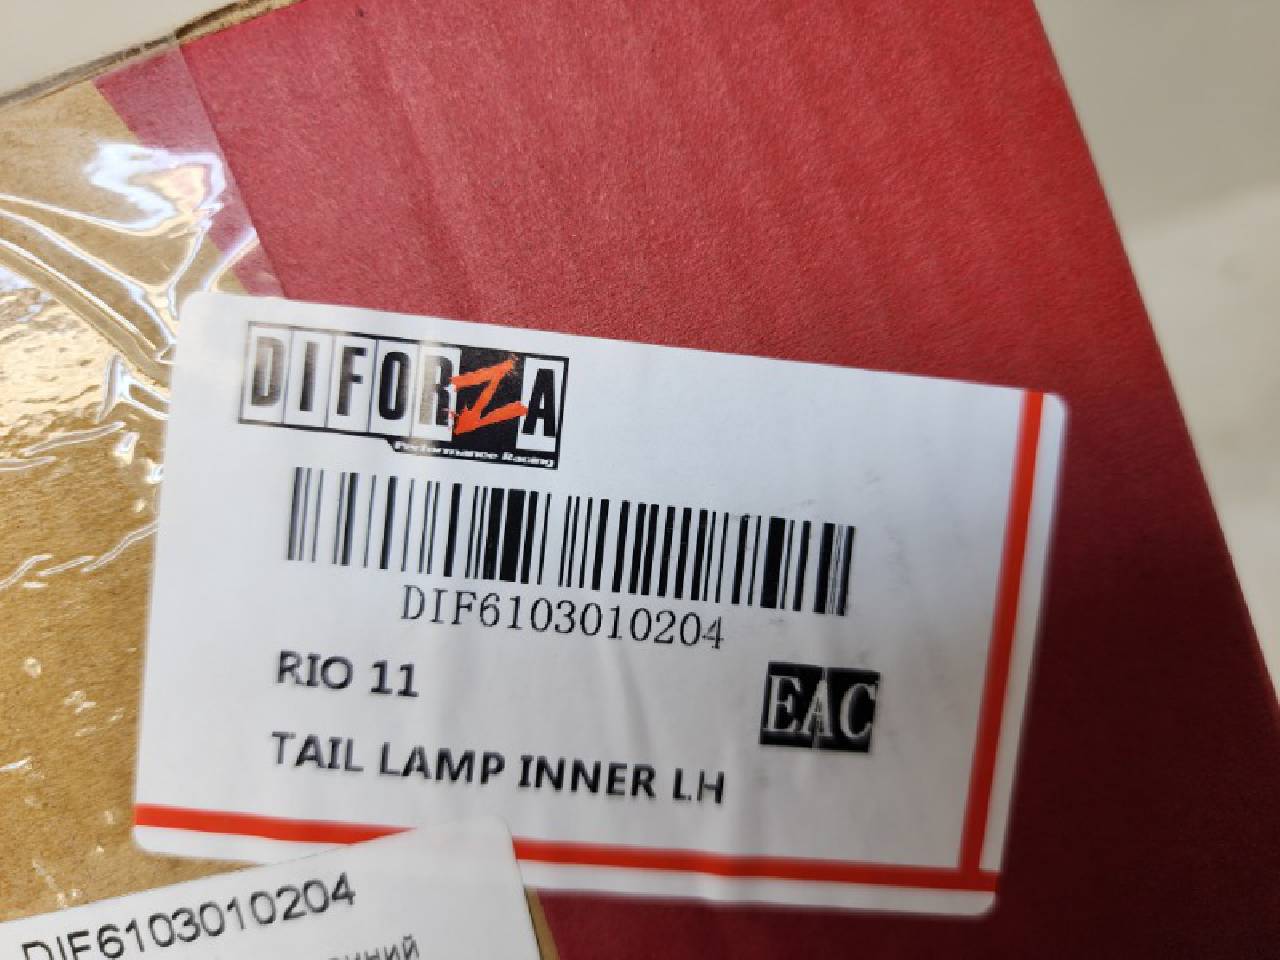 DIFORZA
Performance Racing
DIF6103010204
RIO 11
EAC
TAIL LAMP INNER LH
DIF6103010204